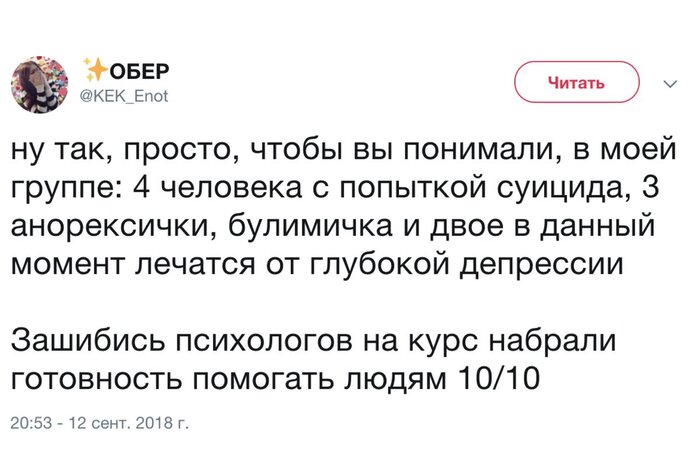 ✨ОБЕР
@KEK_Enot
Читать
ну так, просто, чтобы вы понимали, в моей
группе: 4 человека с попыткой суицида, 3
анорексички, булимичка и двое в данный
момент лечатся от глубокой депрессии
Зашибись психологов на курс набрали
готовность помогать людям 10/10
20:53 - 12 сент. 2018 г.